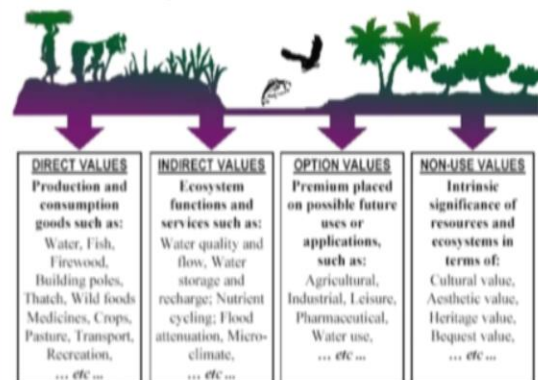 DIRECT VALUES
Production and
consumption
goods such as:
Water, Fish,
Firewood,
Building poles,
Thatch, Wild foods
Medicines, Crops,
Pasture, Transport,
Recreation,
... etc ...
INDIRECT VALUES
Ecosystem
functions and
services such as:
Water quality and
flow, Water
storage and
recharge; Nutrient
cycling; Flood
attenuation, Micro-
climate,
... etc ...
OPTION VALUES
Premium placed
on possible future
uses or
applications,
such as:
Agricultural,
Industrial, Leisure,
Pharmaceutical,
Water use,
... etc ...
NON-USE VALUES
Intrinsic
significance of
resources and
ecosystems in
terms of:
Cultural value,
Aesthetic value,
Heritage value,
Bequest value,
... etc ...